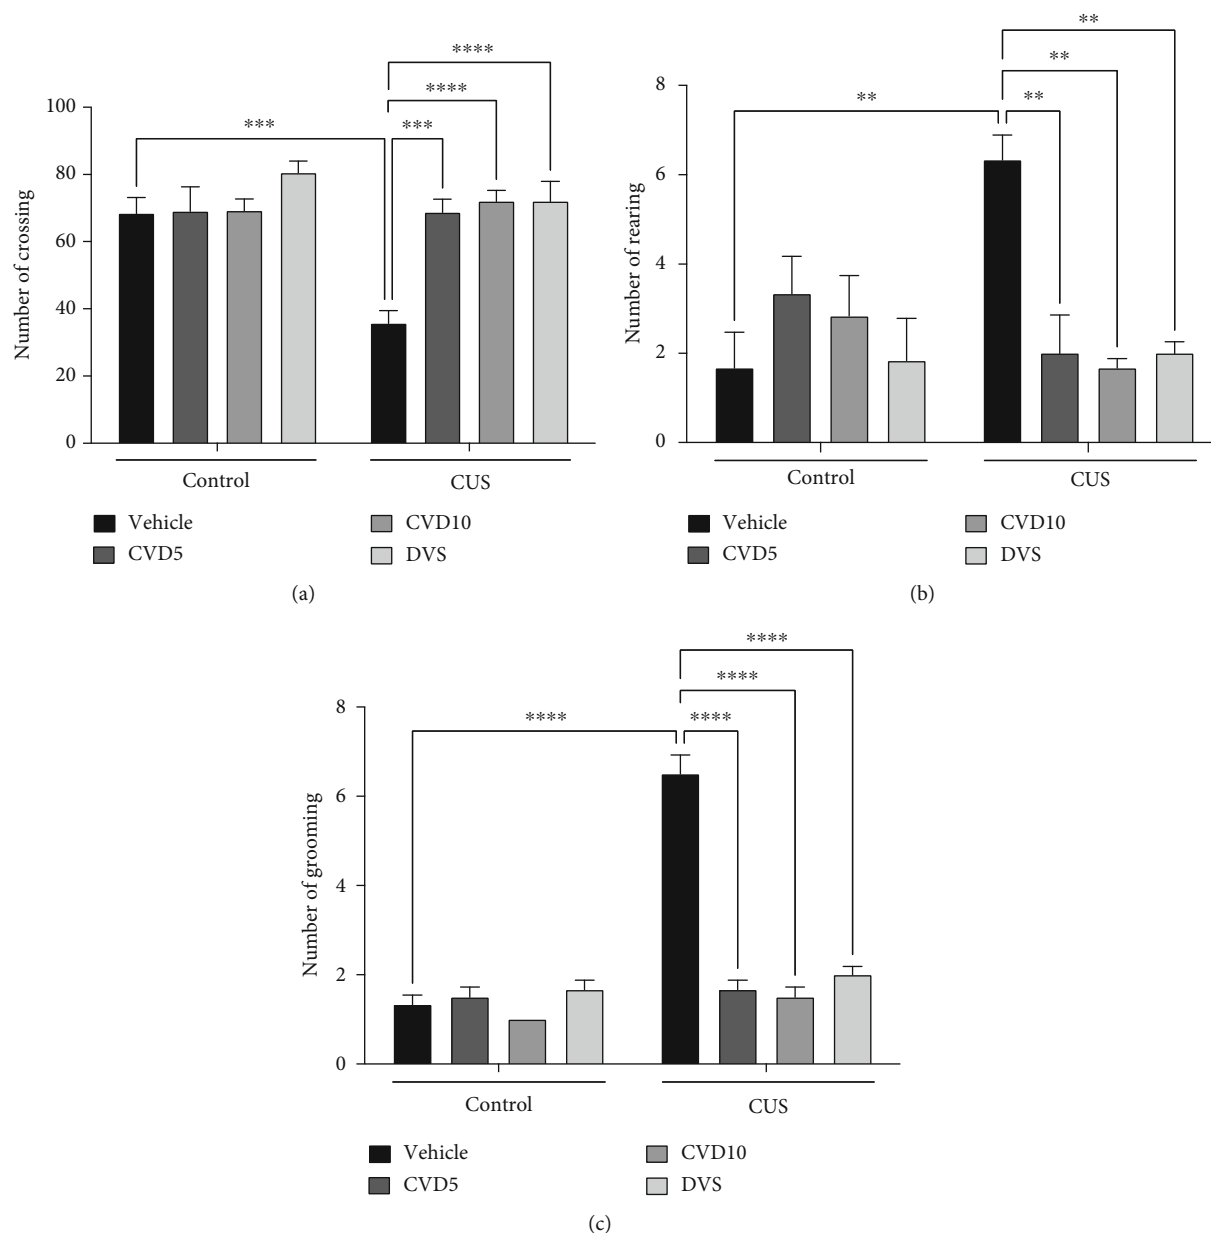 ****
****
*** ***
100
80
60
40
20
0
Number of crossing
Control CUS
Vehicle CVD10
CVD5 DVS
(a)
**
**
** **
8
6
4
2
0
Number of rearing
Control CUS
Vehicle CVD10
CVD5 DVS
(b)
****
****
**** ****
8
6
4
2
0
Number of grooming
Control CUS
Vehicle CVD10
CVD5 DVS
(c)